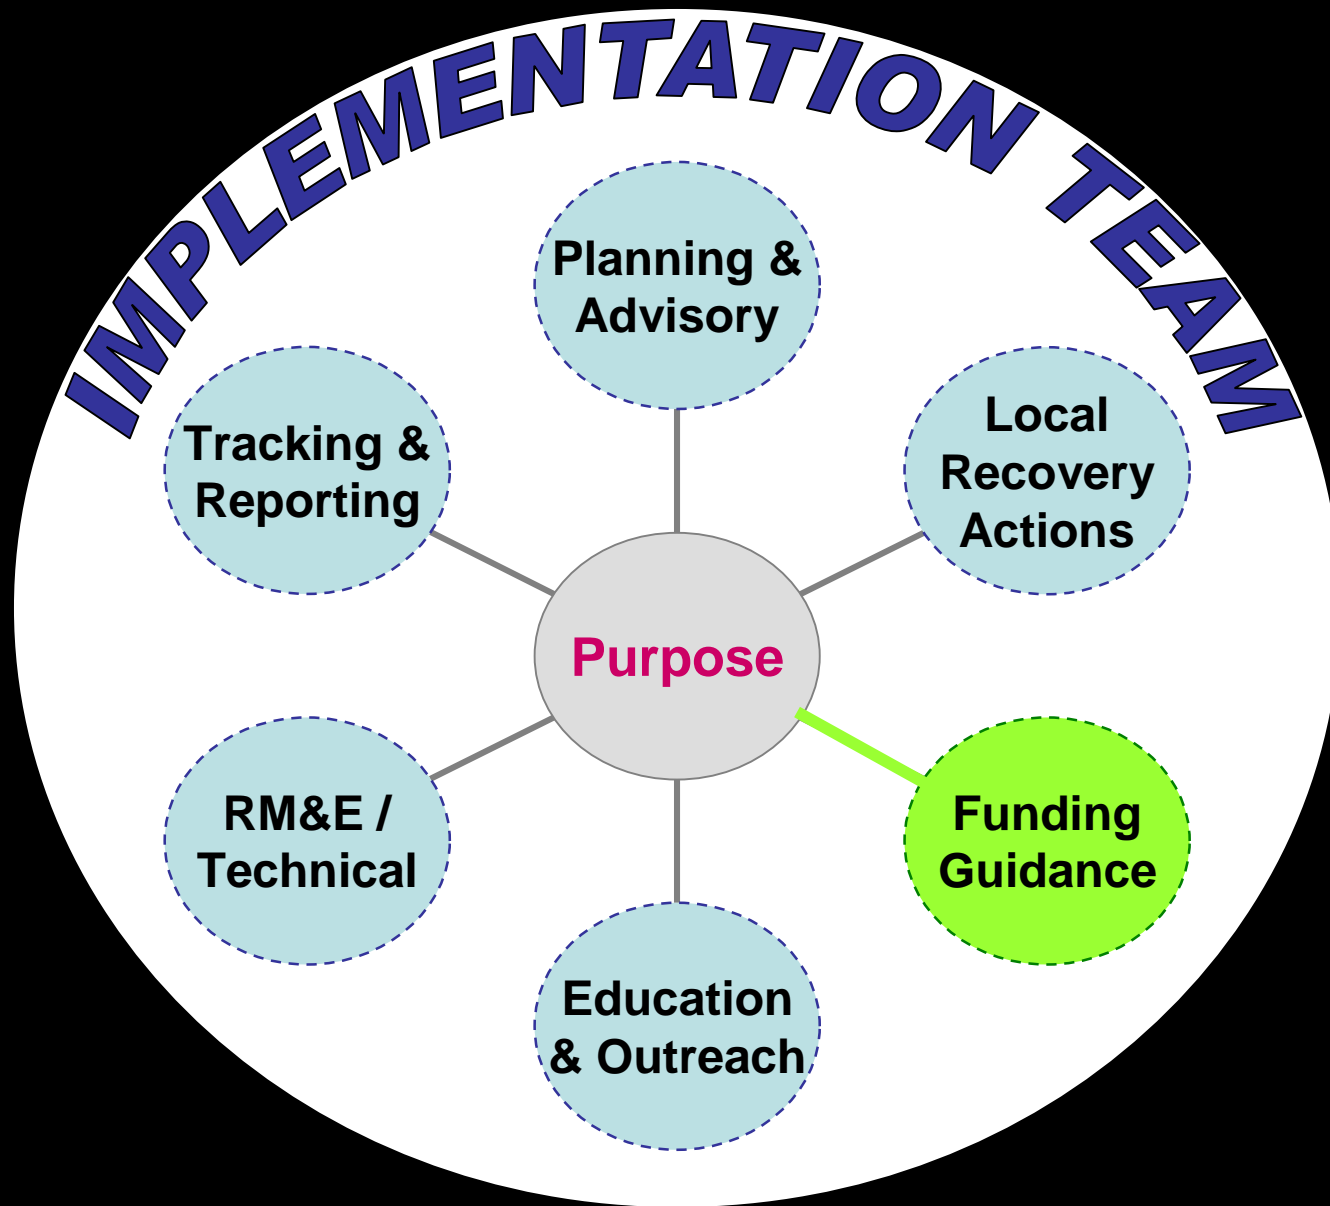 IMPLEMENTATION TEAM
Planning &
Advisory
Local
Recovery
Actions
Tracking &
Reporting
Purpose
Funding
Guidance
RM&E /
Technical
Education
& Outreach